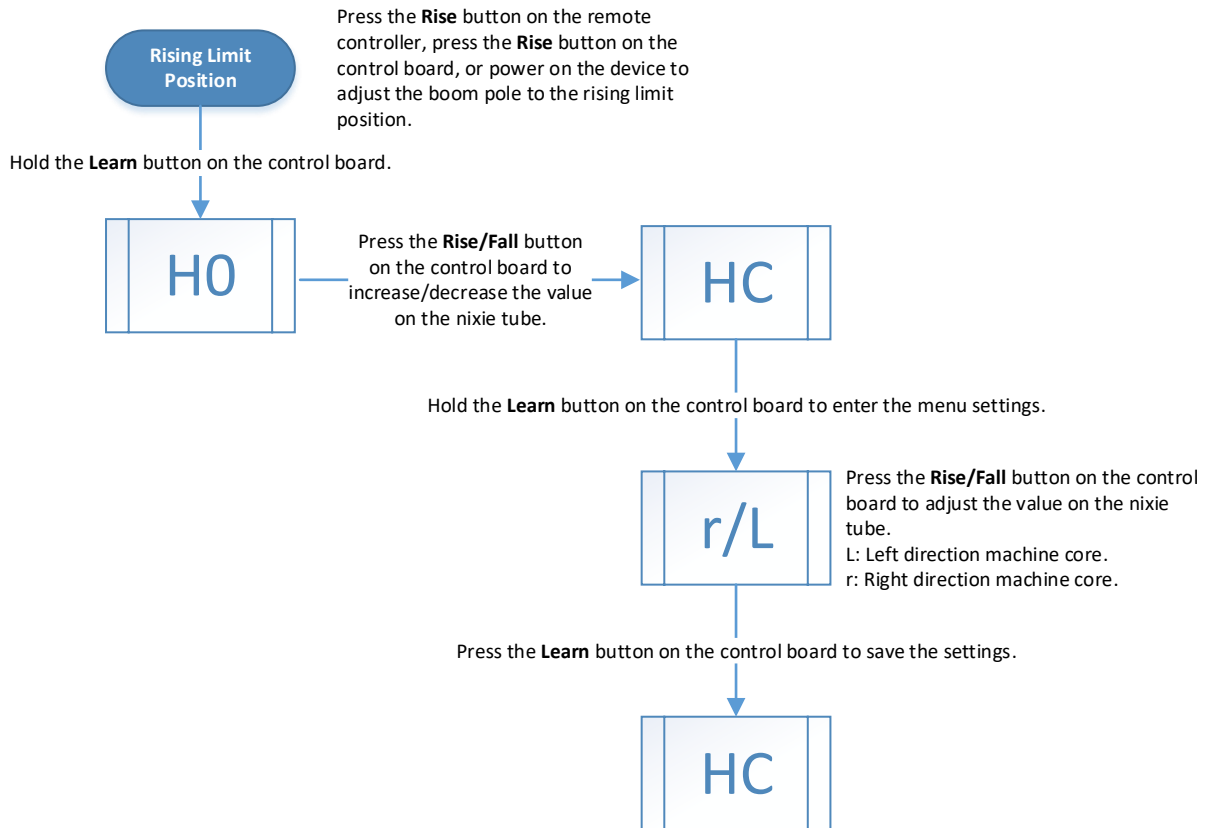 Rising Limit
Position
Press the Rise button on the remote
controller, press the Rise button on the
control board, or power on the device to
adjust the boom pole to the rising limit
position.
Hold the Learn button on the control board.
H0
Press the Rise/Fall button
on the control board to
increase/decrease the value
on the nixie tube.
HC
Hold the Learn button on the control board to enter the menu settings.
r/L
Press the Rise/Fall button on the control
board to adjust the value on the nixie
tube.
L: Left direction machine core.
r: Right direction machine core.
Press the Learn button on the control board to save the settings.
HC